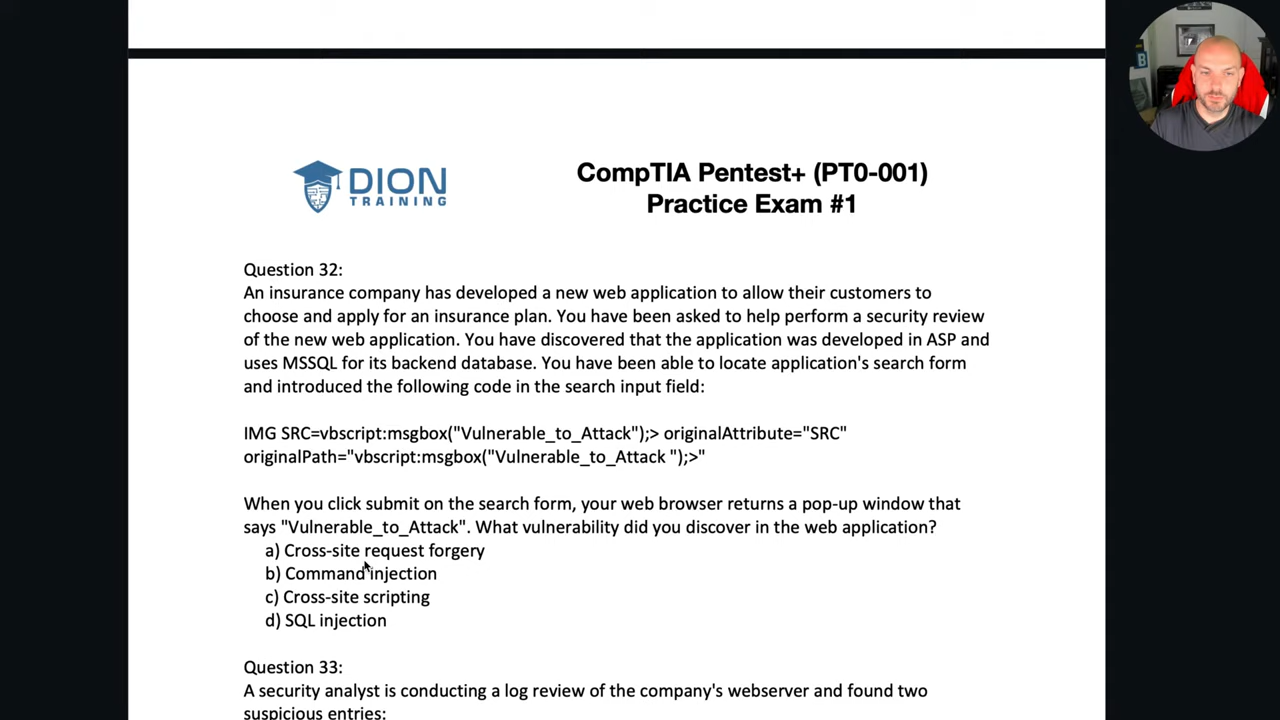 DION
TRAINING
CompTIA Pentest+ (PT0-001)
Practice Exam #1
Question 32:
An insurance company has developed a new web application to allow their customers to
choose and apply for an insurance plan. You have been asked to help perform a security review
of the new web application. You have discovered that the application was developed in ASP and
uses MSSQL for its backend database. You have been able to locate application's search form
and introduced the following code in the search input field:
IMG SRC=vbscript:msgbox("Vulnerable_to_Attack");> originalAttribute="SRC"
originalPath="vbscript:msgbox("Vulnerable_to_Attack ");>"
When you click submit on the search form, your web browser returns a pop-up window that
says "Vulnerable_to_Attack". What vulnerability did you discover in the web application?
a) Cross-site request forgery
b) Command injection
c) Cross-site scripting
d) SQL injection
Question 33:
A security analyst is conducting a log review of the company's webserver and found two
suspicious entries: